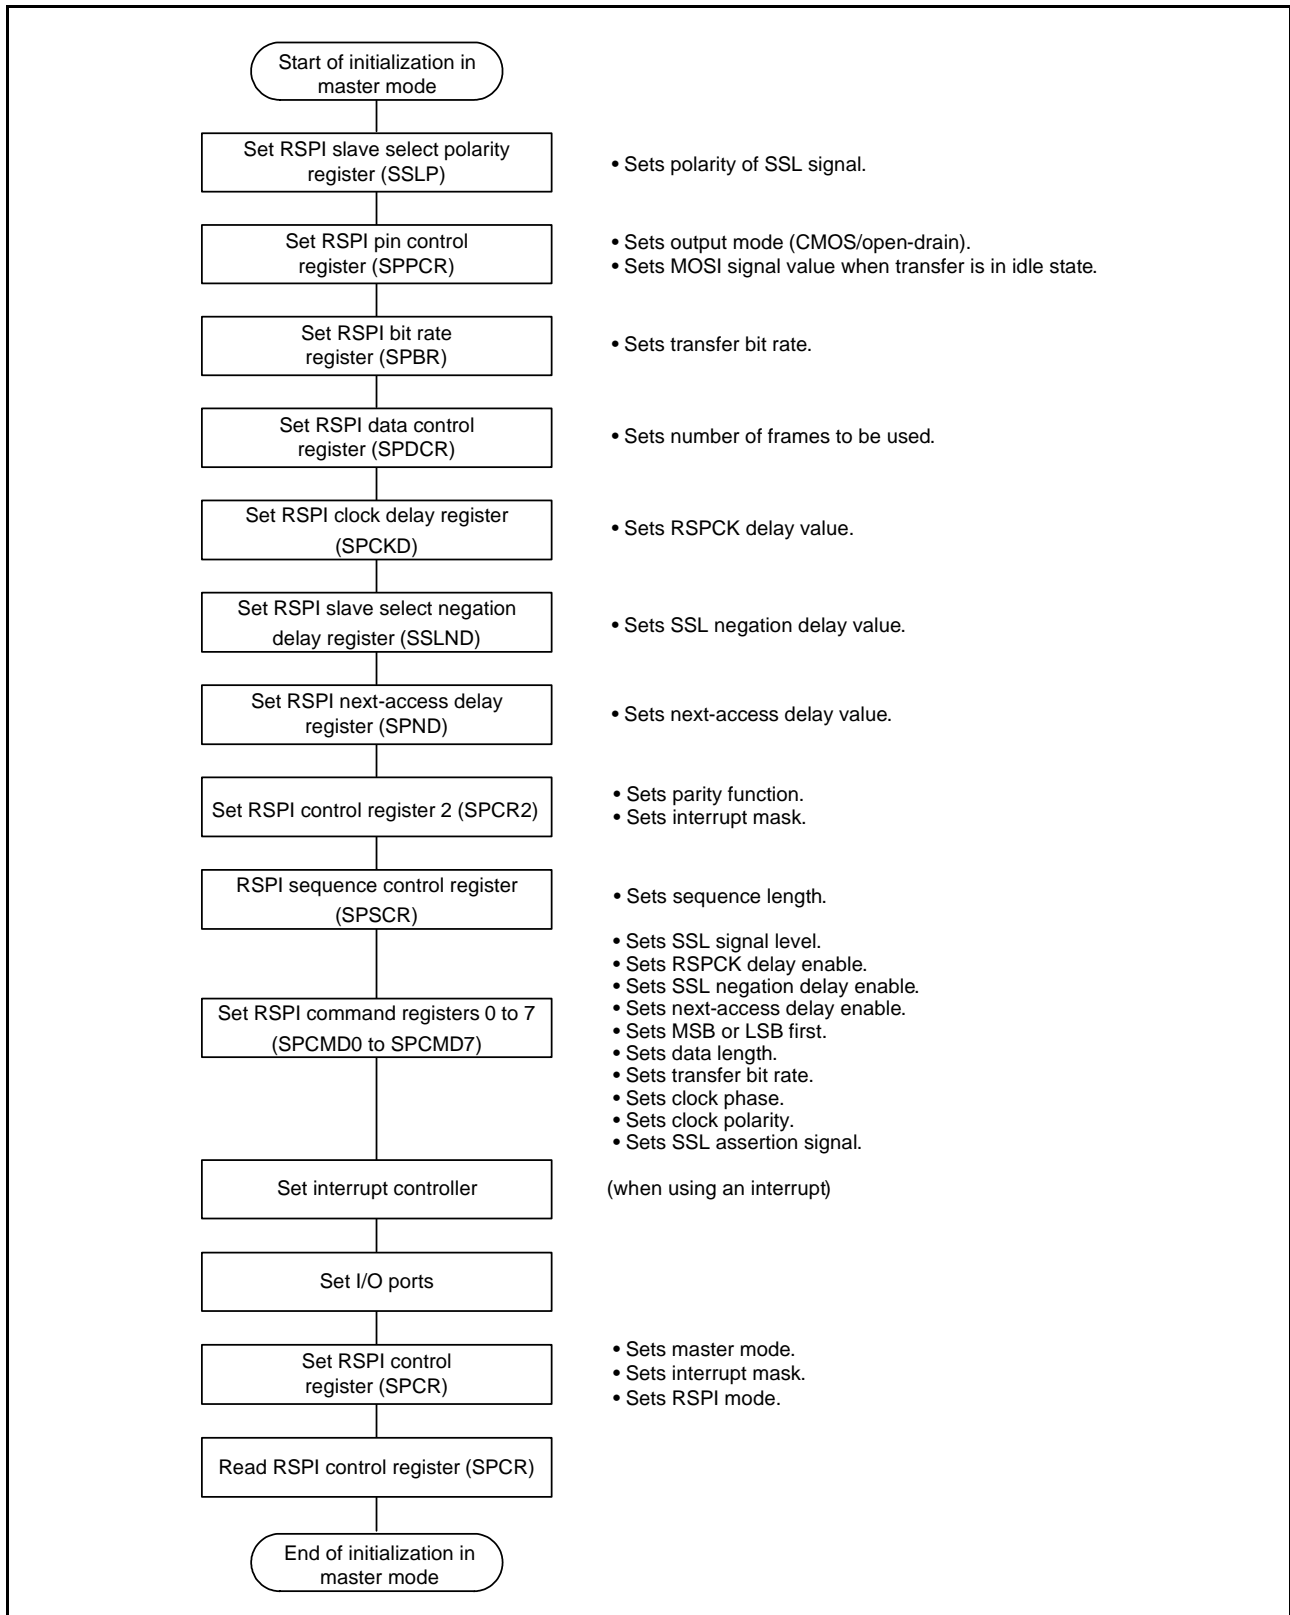 Start of initialization in
master mode
Set RSPI slave select polarity
register (SSLP)
• Sets polarity of SSL signal.
Set RSPI pin control
register (SPPCR)
• Sets output mode (CMOS/open-drain).
• Sets MOSI signal value when transfer is in idle state.
Set RSPI bit rate
register (SPBR)
• Sets transfer bit rate.
Set RSPI data control
register (SPDCR)
• Sets number of frames to be used.
Set RSPI clock delay register
(SPCKD)
• Sets RSPCK delay value.
Set RSPI slave select negation
delay register (SSLND)
• Sets SSL negation delay value.
Set RSPI next-access delay
register (SPND)
• Sets next-access delay value.
Set RSPI control register 2 (SPCR2)
• Sets parity function.
• Sets interrupt mask.
RSPI sequence control register
(SPSCR)
• Sets sequence length.
Set RSPI command registers 0 to 7
(SPCMD0 to SPCMD7)
• Sets SSL signal level.
• Sets RSPCK delay enable.
• Sets SSL negation delay enable.
• Sets next-access delay enable.
• Sets MSB or LSB first.
• Sets data length.
• Sets transfer bit rate.
• Sets clock phase.
• Sets clock polarity.
• Sets SSL assertion signal.
Set interrupt controller
(when using an interrupt)
Set I/O ports
Set RSPI control
register (SPCR)
• Sets master mode.
• Sets interrupt mask.
• Sets RSPI mode.
Read RSPI control register (SPCR)
End of initialization in
master mode